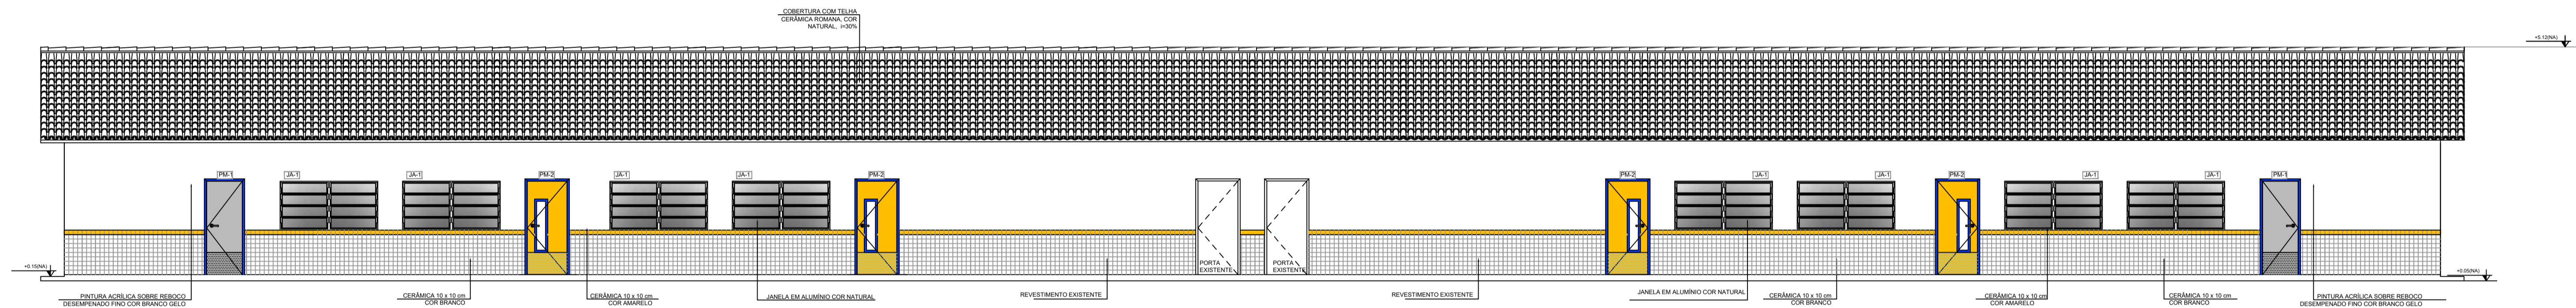 COBERTURA COM TELHA
CERÂMICA ROMANA, COR
NATURAL, i=30%
+5.12(NA)
PM-1
JA-1
JA-1
PM-2
JA-1
JA-1
PM-2
PM-2
JA-1
JA-1
PM-2
JA-1
JA-1
PM-1
PORTA
EXISTENTE
PORTA
EXISTENTE
+0.15(NA)
+0.05(NA)
PINTURA ACRÍLICA SOBRE REBOCO
DESEMPENADO FINO COR BRANCO GELO
CERÂMICA 10 x 10 cm
COR BRANCO
CERÂMICA 10 x 10 cm
COR AMARELO
JANELA EM ALUMÍNIO COR NATURAL
REVESTIMENTO EXISTENTE
REVESTIMENTO EXISTENTE
JANELA EM ALUMÍNIO COR NATURAL
CERÂMICA 10 x 10 cm
COR BRANCO
CERÂMICA 10 x 10 cm
COR AMARELO
CERÂMICA 10 x 10 cm
COR BRANCO
PINTURA ACRÍLICA SOBRE REBOCO
DESEMPENADO FINO COR BRANCO GELO